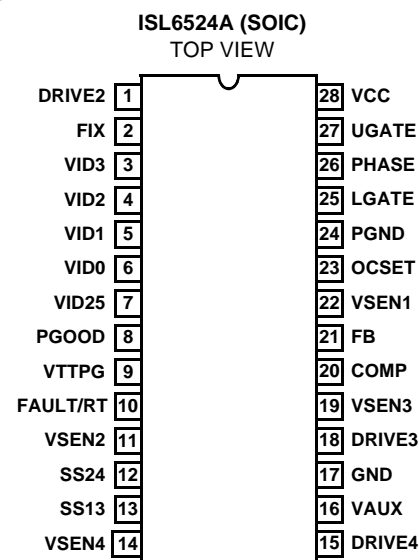 ISL6524A (SOIC)
TOP VIEW
DRIVE2 1 28 VCC
FIX 2 27 UGATE
VID3 3 26 PHASE
VID2 4 25 LGATE
VID1 5 24 PGND
VID0 6 23 OCSET
VID25 7 22 VSEN1
PGOOD 8 21 FB
VTTPG 9 20 COMP
FAULT/RT 10 19 VSEN3
VSEN2 11 18 DRIVE3
SS24 12 17 GND
SS13 13 16 VAUX
VSEN4 14 15 DRIVE4